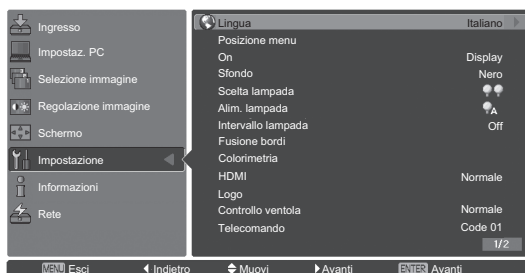 Ingresso
Impostaz. PC
Selezione immagine
Regolazione immagine
Schermo
Impostazione
Informazioni
Rete
Lingua Italiano
Posizione menu
On Display
Sfondo Nero
Scelta lampada
Alim. lampada A
Intervallo lampada Off
Fusione bordi
Colorimetria
HDMI Normale
Logo
Controllo ventola Normale
Telecomando Code 01
1/2
MENU Esci Indietro Muovi Avanti ENTER Avanti